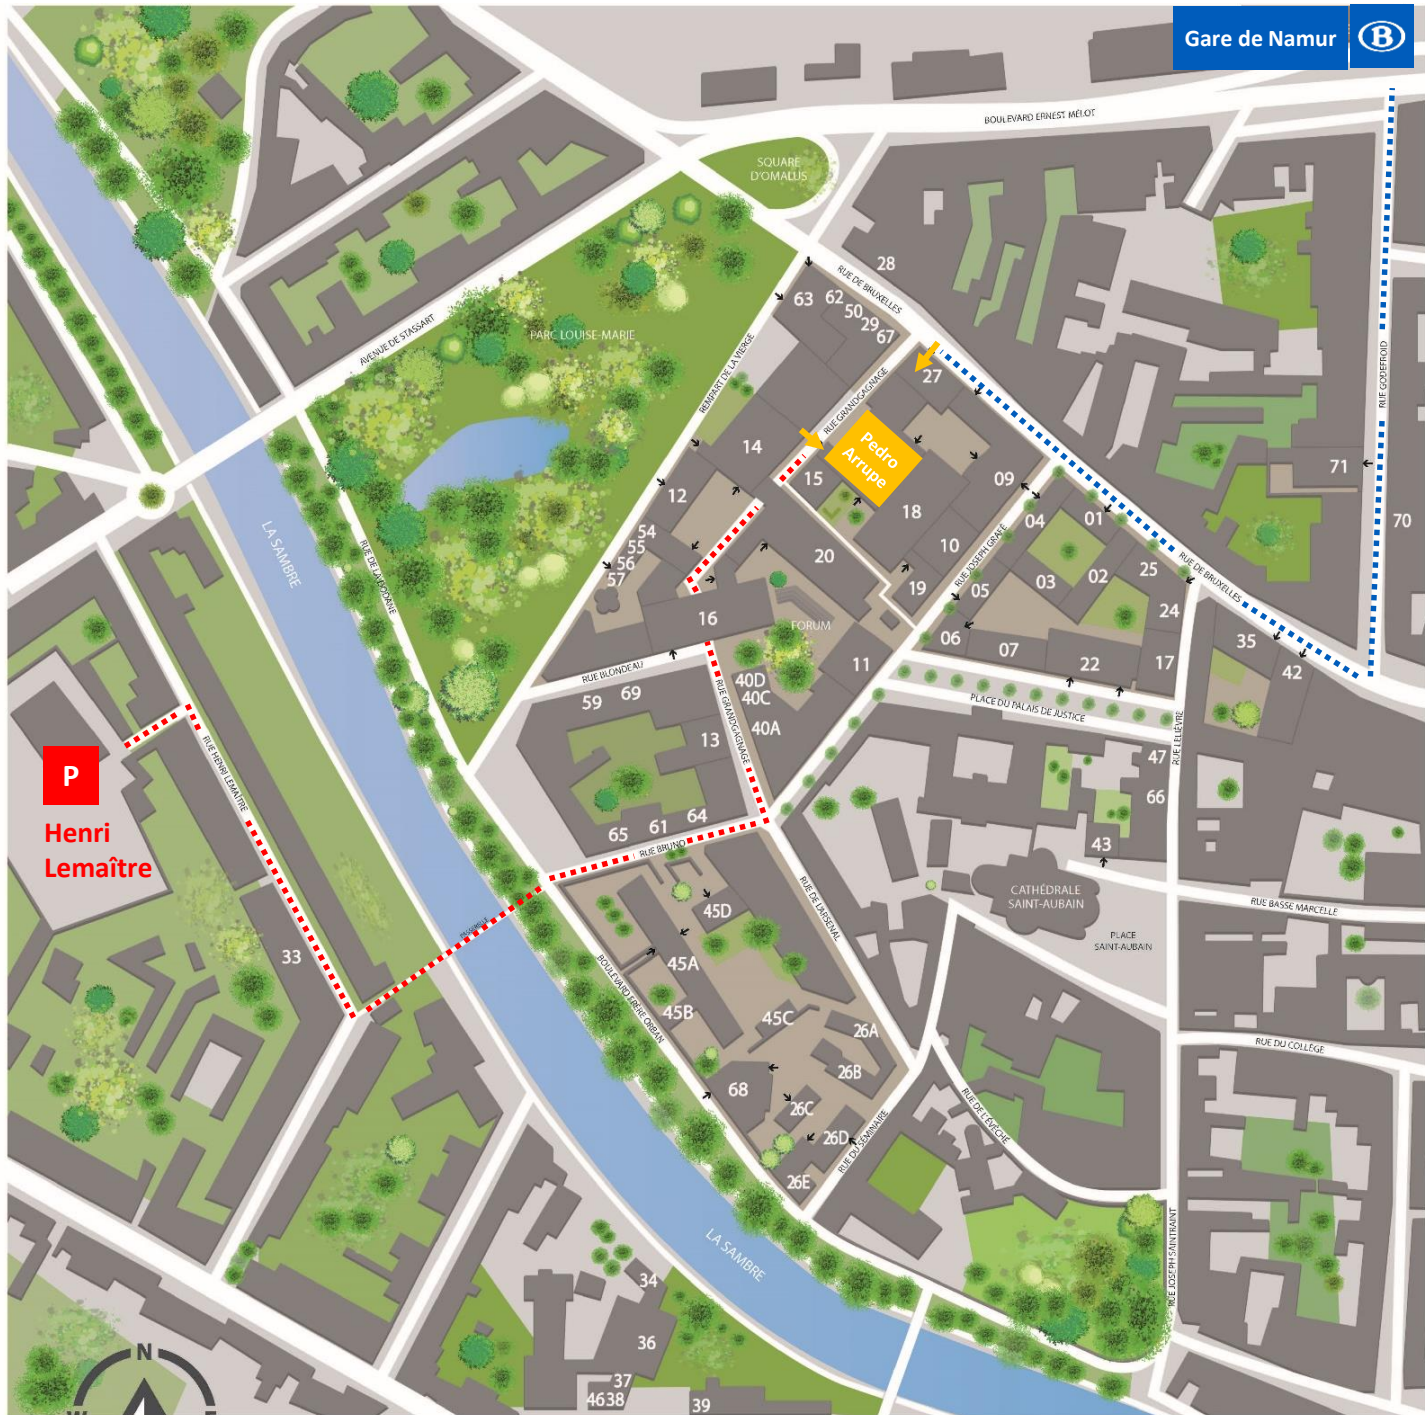 Gare de Namur B
BOULEVARD ERNEST MÉLOT
SQUARE
D'OMALIUS
28
RUE DE BRUXELLES
63
62
50
29
67
27
PARC LOUISE-MARIE
AVENUE DE STASSART
REMPART DE LA VIERGE
RUE GRANDGAGNAGE
RUE GODEFROID
Pedro
Arrupe
14
15
12
18
09
71
70
54
55
56
57
20
10
04
01
RUE JOSEPH GRAFÉ
03
02
25
RUE DE BRUXELLES
LA SAMBRE
RUE DE LA DODANE
19
05
24
16
FORUM
06
07
22
17
35
42
11
RUE BLONDEAU
59
69
40D
40C
40A
RUE GRANDGAGNAGE
13
PLACE DU PALAIS DE JUSTICE
RUE LELIÈVRE
47
66
43
P
Henri
Lemaître
RUE HENRI LEMAÎTRE
65
61
64
RUE BRUNO
RUE DE L'ARSENAL
CATHÉDRALE
SAINT-AUBAIN
PLACE
SAINT-AUBAIN
RUE BASSE MARCELLE
45D
PASSERELLE
33
45A
45B
45C
BOULEVARD FRÈRE ORBAN
26A
26B
RUE DU COLLÈGE
68
26C
26D
26E
RUE DU SÉMINAIRE
RUE DE L'ÉVÊCHÉ
RUE JOSEPH SAINTRAINT
LA SAMBRE
34
36
37
46 38
39
N
W
E